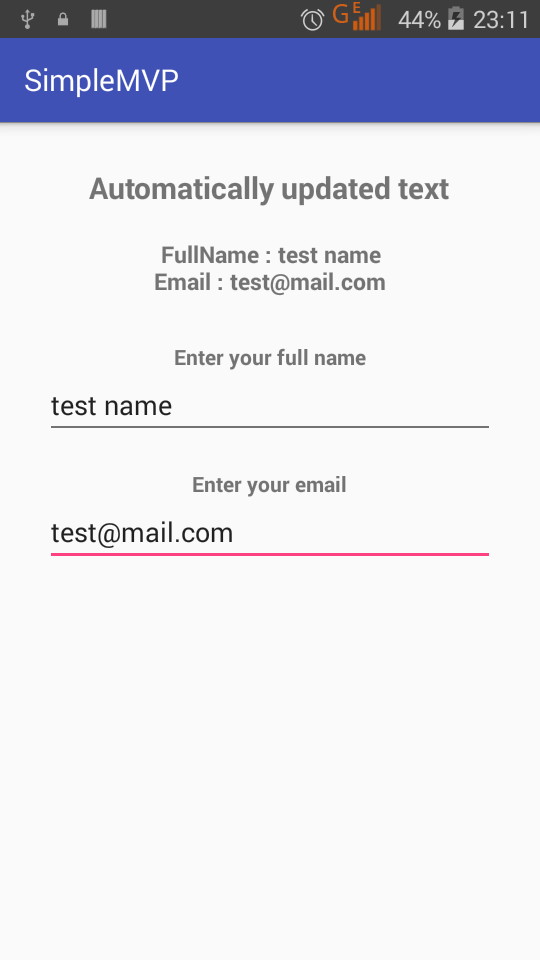 G E 44% 23:11
SimpleMVP
Automatically updated text
FullName : test name
Email : test@mail.com
Enter your full name
test name
Enter your email
test@mail.com